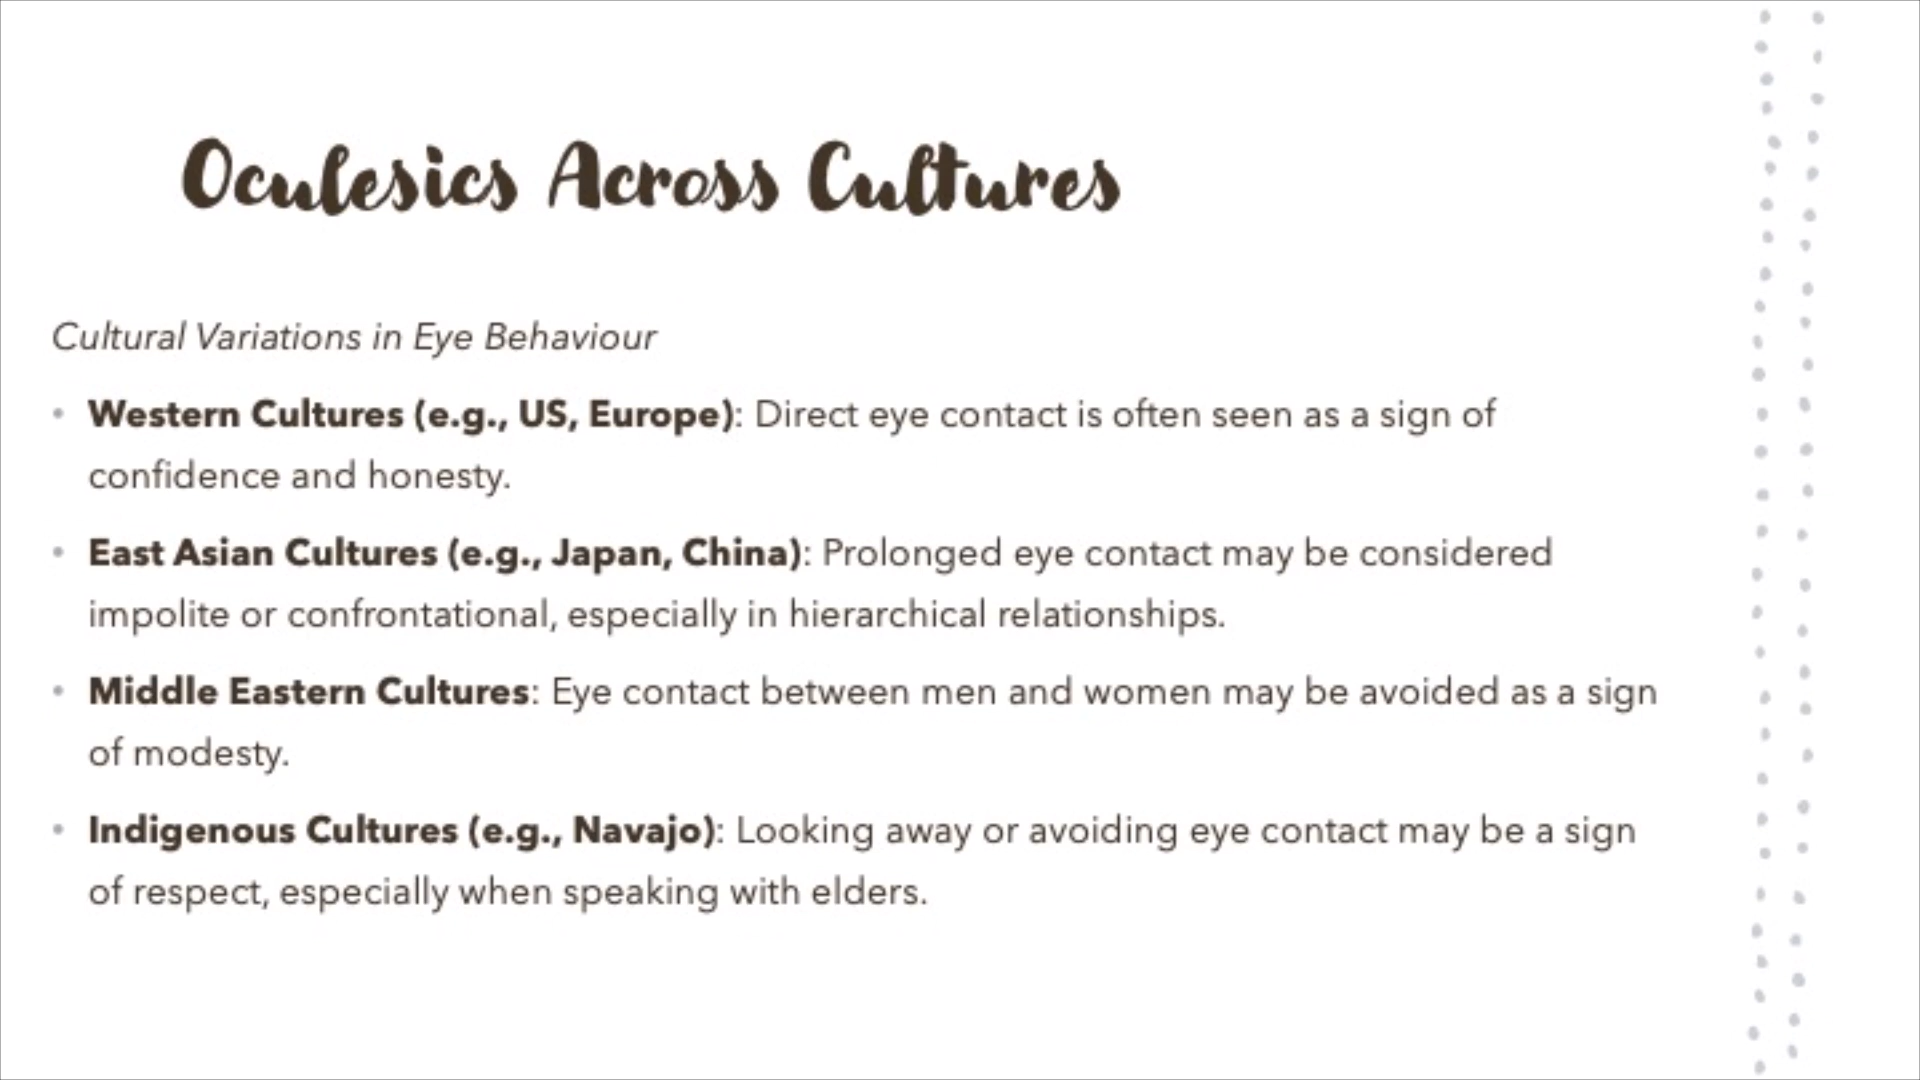 Oculesics Across Cultures
Cultural Variations in Eye Behaviour
• Western Cultures (e.g., US, Europe): Direct eye contact is often seen as a sign of
confidence and honesty.
• East Asian Cultures (e.g., Japan, China): Prolonged eye contact may be considered
impolite or confrontational, especially in hierarchical relationships.
• Middle Eastern Cultures: Eye contact between men and women may be avoided as a sign
of modesty.
• Indigenous Cultures (e.g., Navajo): Looking away or avoiding eye contact may be a sign
of respect, especially when speaking with elders.